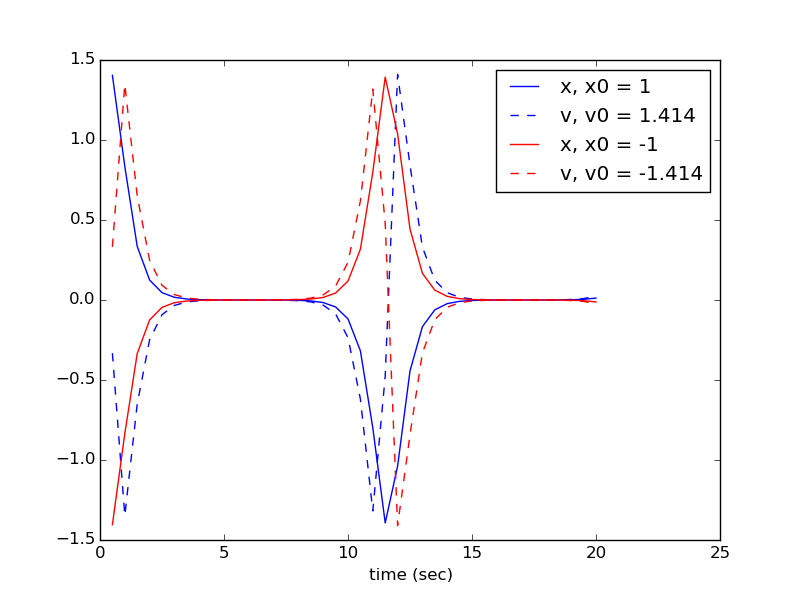 1.5
1.0
0.5
0.0
−0.5
−1.0
−1.5
x, x0 = 1
v, v0 = 1.414
x, x0 = -1
v, v0 = -1.414
0 5 10 15 20 25
time (sec)